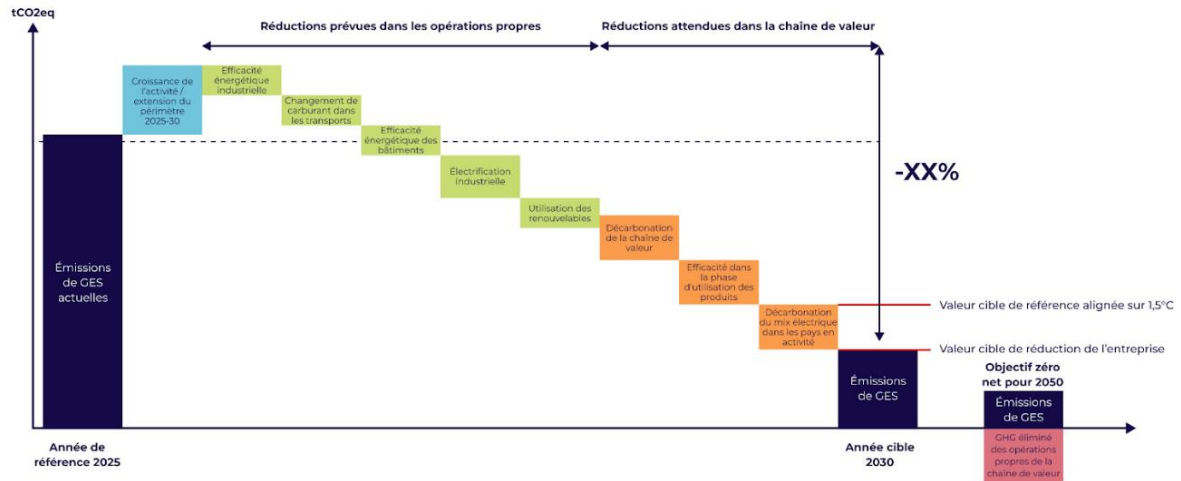 tCO2eq
Réductions prévues dans les opérations propres
Réductions attendues dans la chaîne de valeur
Croissance de
l'activité /
extension du
périmètre
2025-30
Efficacité
énergétique
industrielle
Changement de
carburant dans
les transports
Efficacité
énergétique des
bâtiments
Électrification
industrielle
Utilisation des
renouvelables
Décarbonation
de la chaîne de
valeur
Efficacité dans
la phase
d'utilisation des
produits
Décarbonation
du mix électrique
dans les pays en
activité
-XX%
Émissions
de GES
actuelles
Valeur cible de référence alignée sur 1,5°C
Valeur cible de réduction de l'entreprise
Émissions
de GES
Objectif zéro
net pour 2050
Émissions
de GES
GHG éliminé
des opérations
propres de la
chaîne de valeur
Année de
référence 2025
Année cible
2030